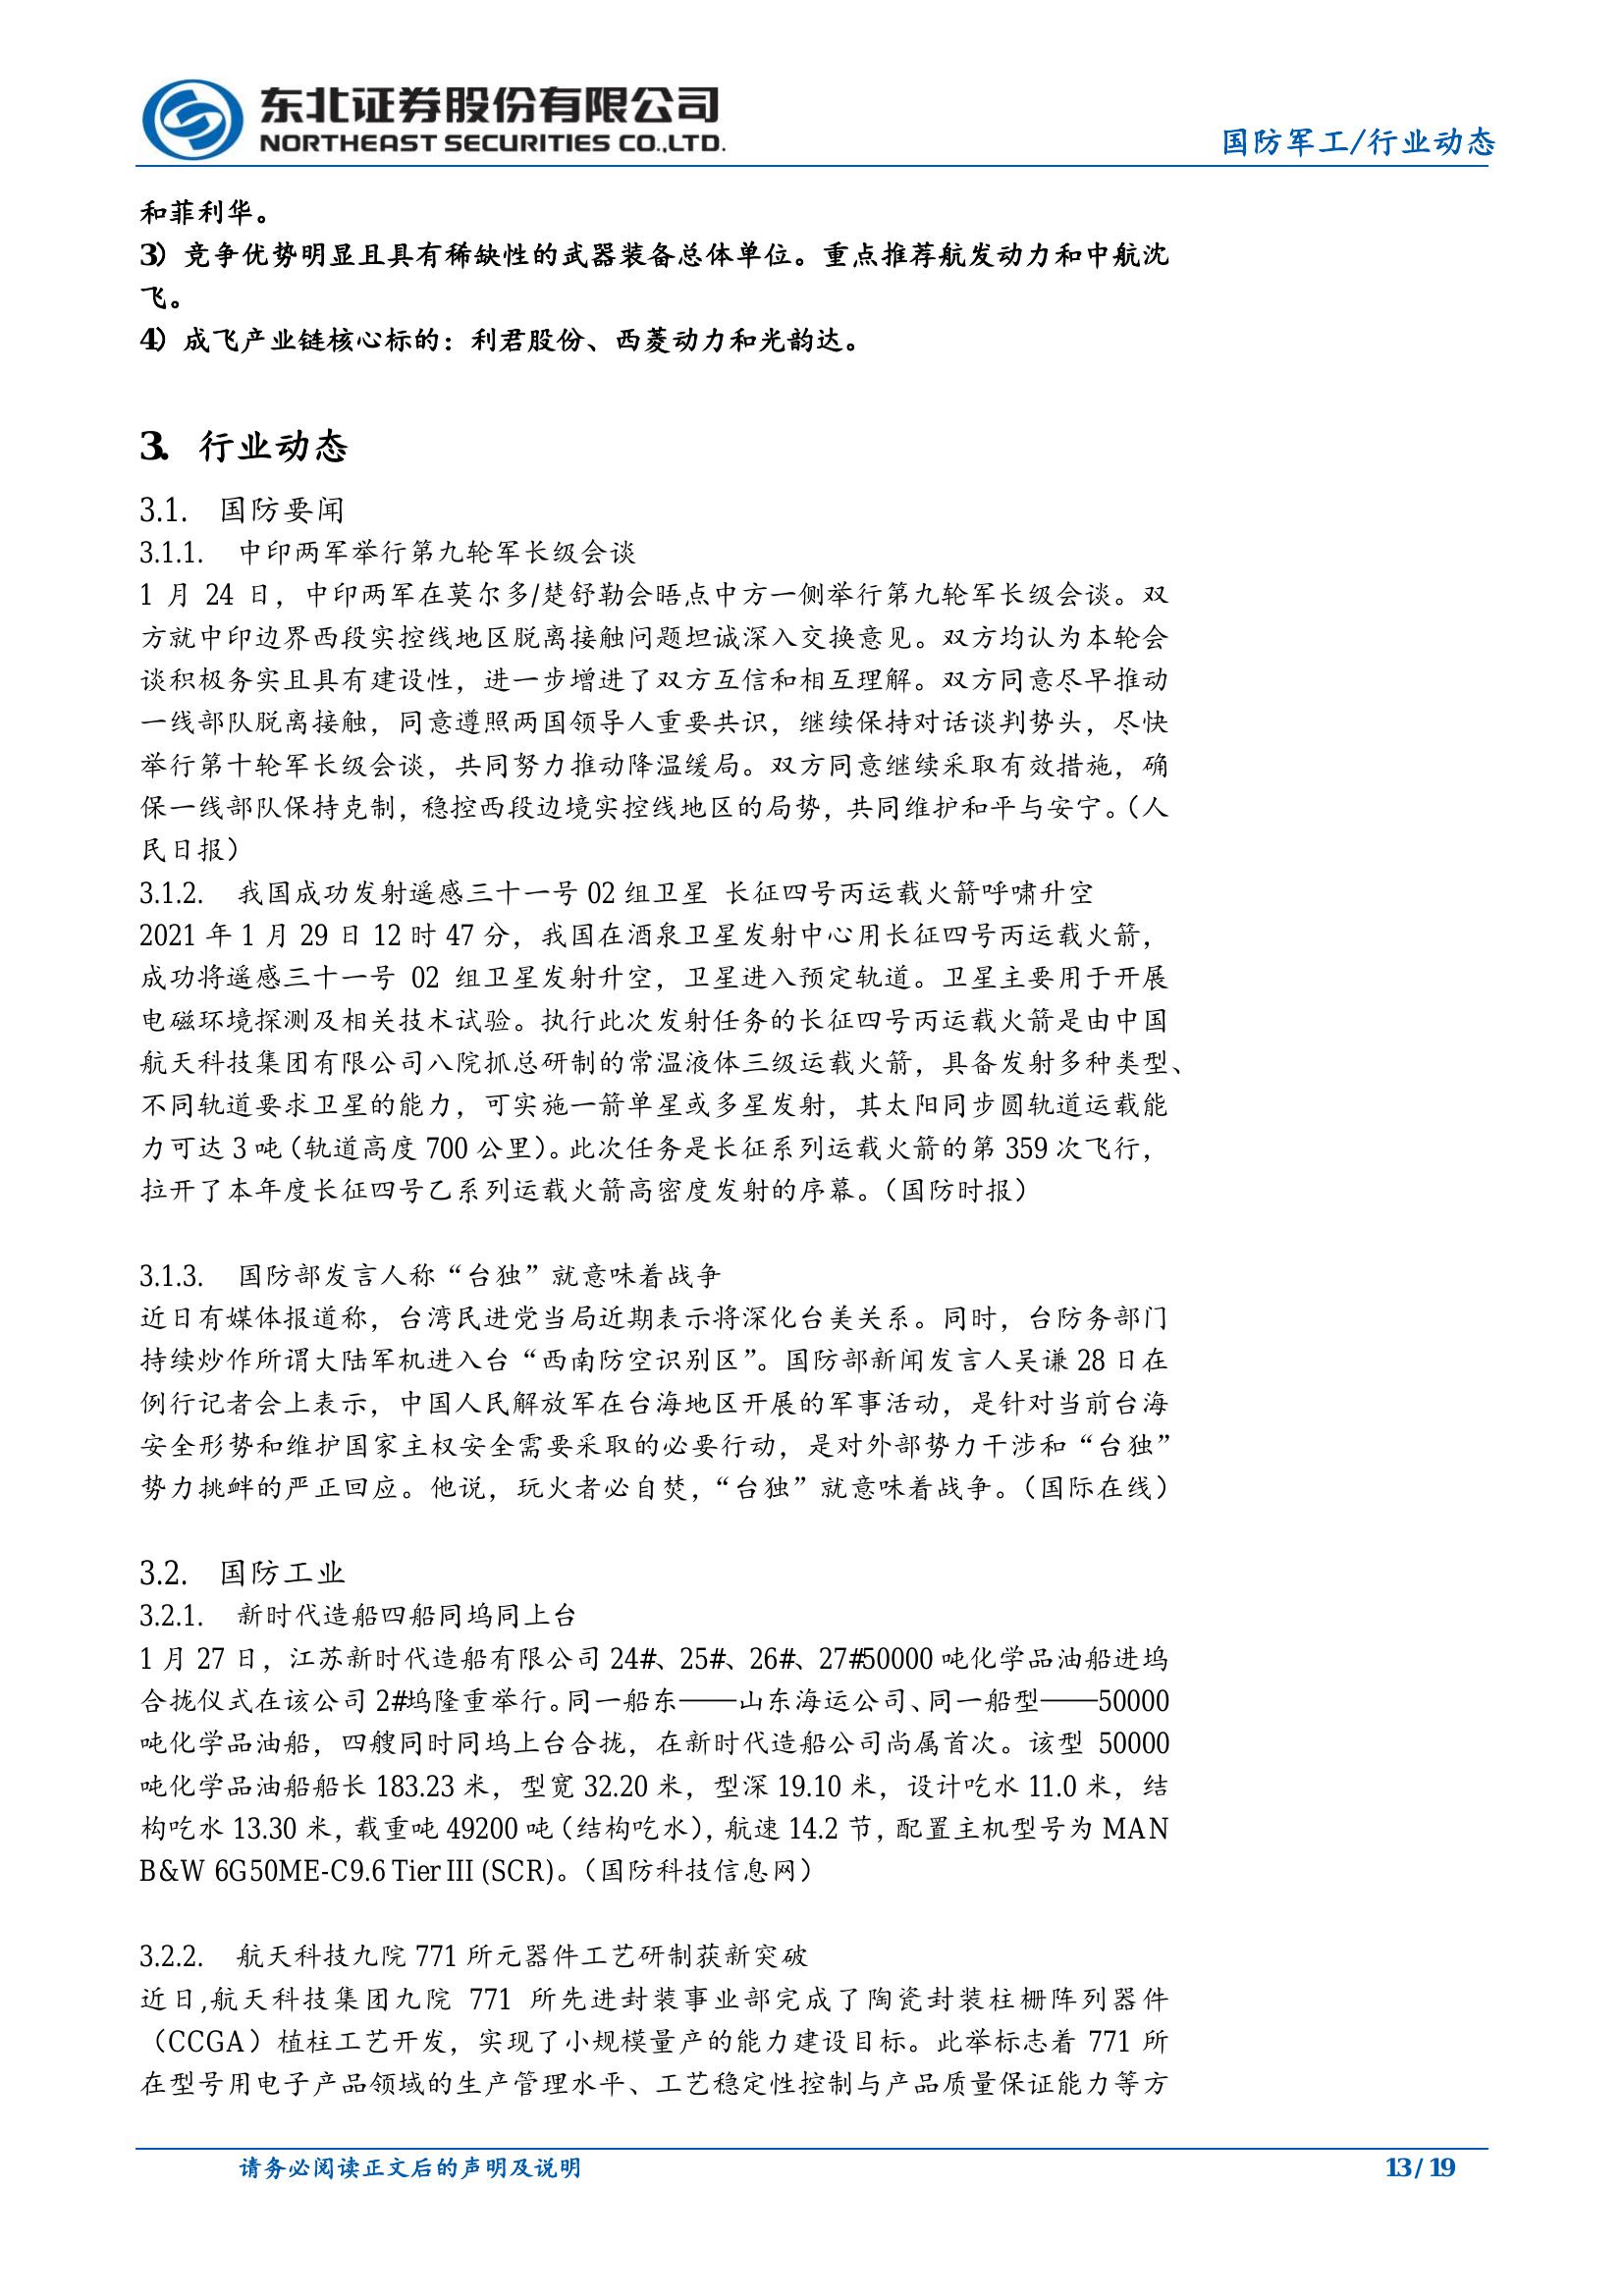 东北证券股份有限公司
NORTHEAST SECURITIES CO.,LTD.
国防军工/行业动态
和菲利华。
3）竞争优势明显且具有稀缺性的武器装备总体单位。重点推荐航发动力和中航沈
飞。
4）成飞产业链核心标的：利君股份、西菱动力和光韵达。
3. 行业动态
3.1. 国防要闻
3.1.1. 中印两军举行第九轮军长级会谈
1 月 24 日，中印两军在莫尔多/楚舒勒会晤点中方一侧举行第九轮军长级会谈。双
方就中印边界西段实控线地区脱离接触问题坦诚深入交换意见。双方均认为本轮会
谈积极务实且具有建设性，进一步增进了双方互信和相互理解。双方同意尽早推动
一线部队脱离接触，同意遵照两国领导人重要共识，继续保持对话谈判势头，尽快
举行第十轮军长级会谈，共同努力推动降温缓局。双方同意继续采取有效措施，确
保一线部队保持克制，稳控西段边境实控线地区的局势，共同维护和平与安宁。（人
民日报）
3.1.2. 我国成功发射遥感三十一号 02 组卫星 长征四号丙运载火箭呼啸升空
2021 年 1 月 29 日 12 时 47 分，我国在酒泉卫星发射中心用长征四号丙运载火箭，
成功将遥感三十一号 02 组卫星发射升空，卫星进入预定轨道。卫星主要用于开展
电磁环境探测及相关技术试验。执行此次发射任务的长征四号丙运载火箭是由中国
航天科技集团有限公司八院抓总研制的常温液体三级运载火箭，具备发射多种类型、
不同轨道要求卫星的能力，可实施一箭单星或多星发射，其太阳同步圆轨道运载能
力可达 3 吨（轨道高度 700 公里）。此次任务是长征系列运载火箭的第 359 次飞行，
拉开了本年度长征四号乙系列运载火箭高密度发射的序幕。（国防时报）
3.1.3. 国防部发言人称“台独”就意味着战争
近日有媒体报道称，台湾民进党当局近期表示将深化台美关系。同时，台防务部门
持续炒作所谓大陆军机进入台“西南防空识别区”。国防部新闻发言人吴谦 28 日在
例行记者会上表示，中国人民解放军在台海地区开展的军事活动，是针对当前台海
安全形势和维护国家主权安全需要采取的必要行动，是对外部势力干涉和“台独”
势力挑衅的严正回应。他说，玩火者必自焚，“台独”就意味着战争。（国际在线）
3.2. 国防工业
3.2.1. 新时代造船四船同坞同上台
1 月 27 日，江苏新时代造船有限公司 24#、25#、26#、27#50000 吨化学品油船进坞
合拢仪式在该公司 2#坞隆重举行。同一船东——山东海运公司、同一船型——50000
吨化学品油船，四艘同时同坞上台合拢，在新时代造船公司尚属首次。该型 50000
吨化学品油船船长 183.23 米，型宽 32.20 米，型深 19.10 米，设计吃水 11.0 米，结
构吃水 13.30 米，载重吨 49200 吨（结构吃水），航速 14.2 节，配置主机型号为 MAN
B&W 6G50ME-C9.6 Tier III (SCR)。（国防科技信息网）
3.2.2. 航天科技九院 771 所元器件工艺研制获新突破
近日,航天科技集团九院 771 所先进封装事业部完成了陶瓷封装柱栅阵列器件
（CCGA）植柱工艺开发，实现了小规模量产的能力建设目标。此举标志着 771 所
在型号用电子产品领域的生产管理水平、工艺稳定性控制与产品质量保证能力等方
请务必阅读正文后的声明及说明
13 / 19